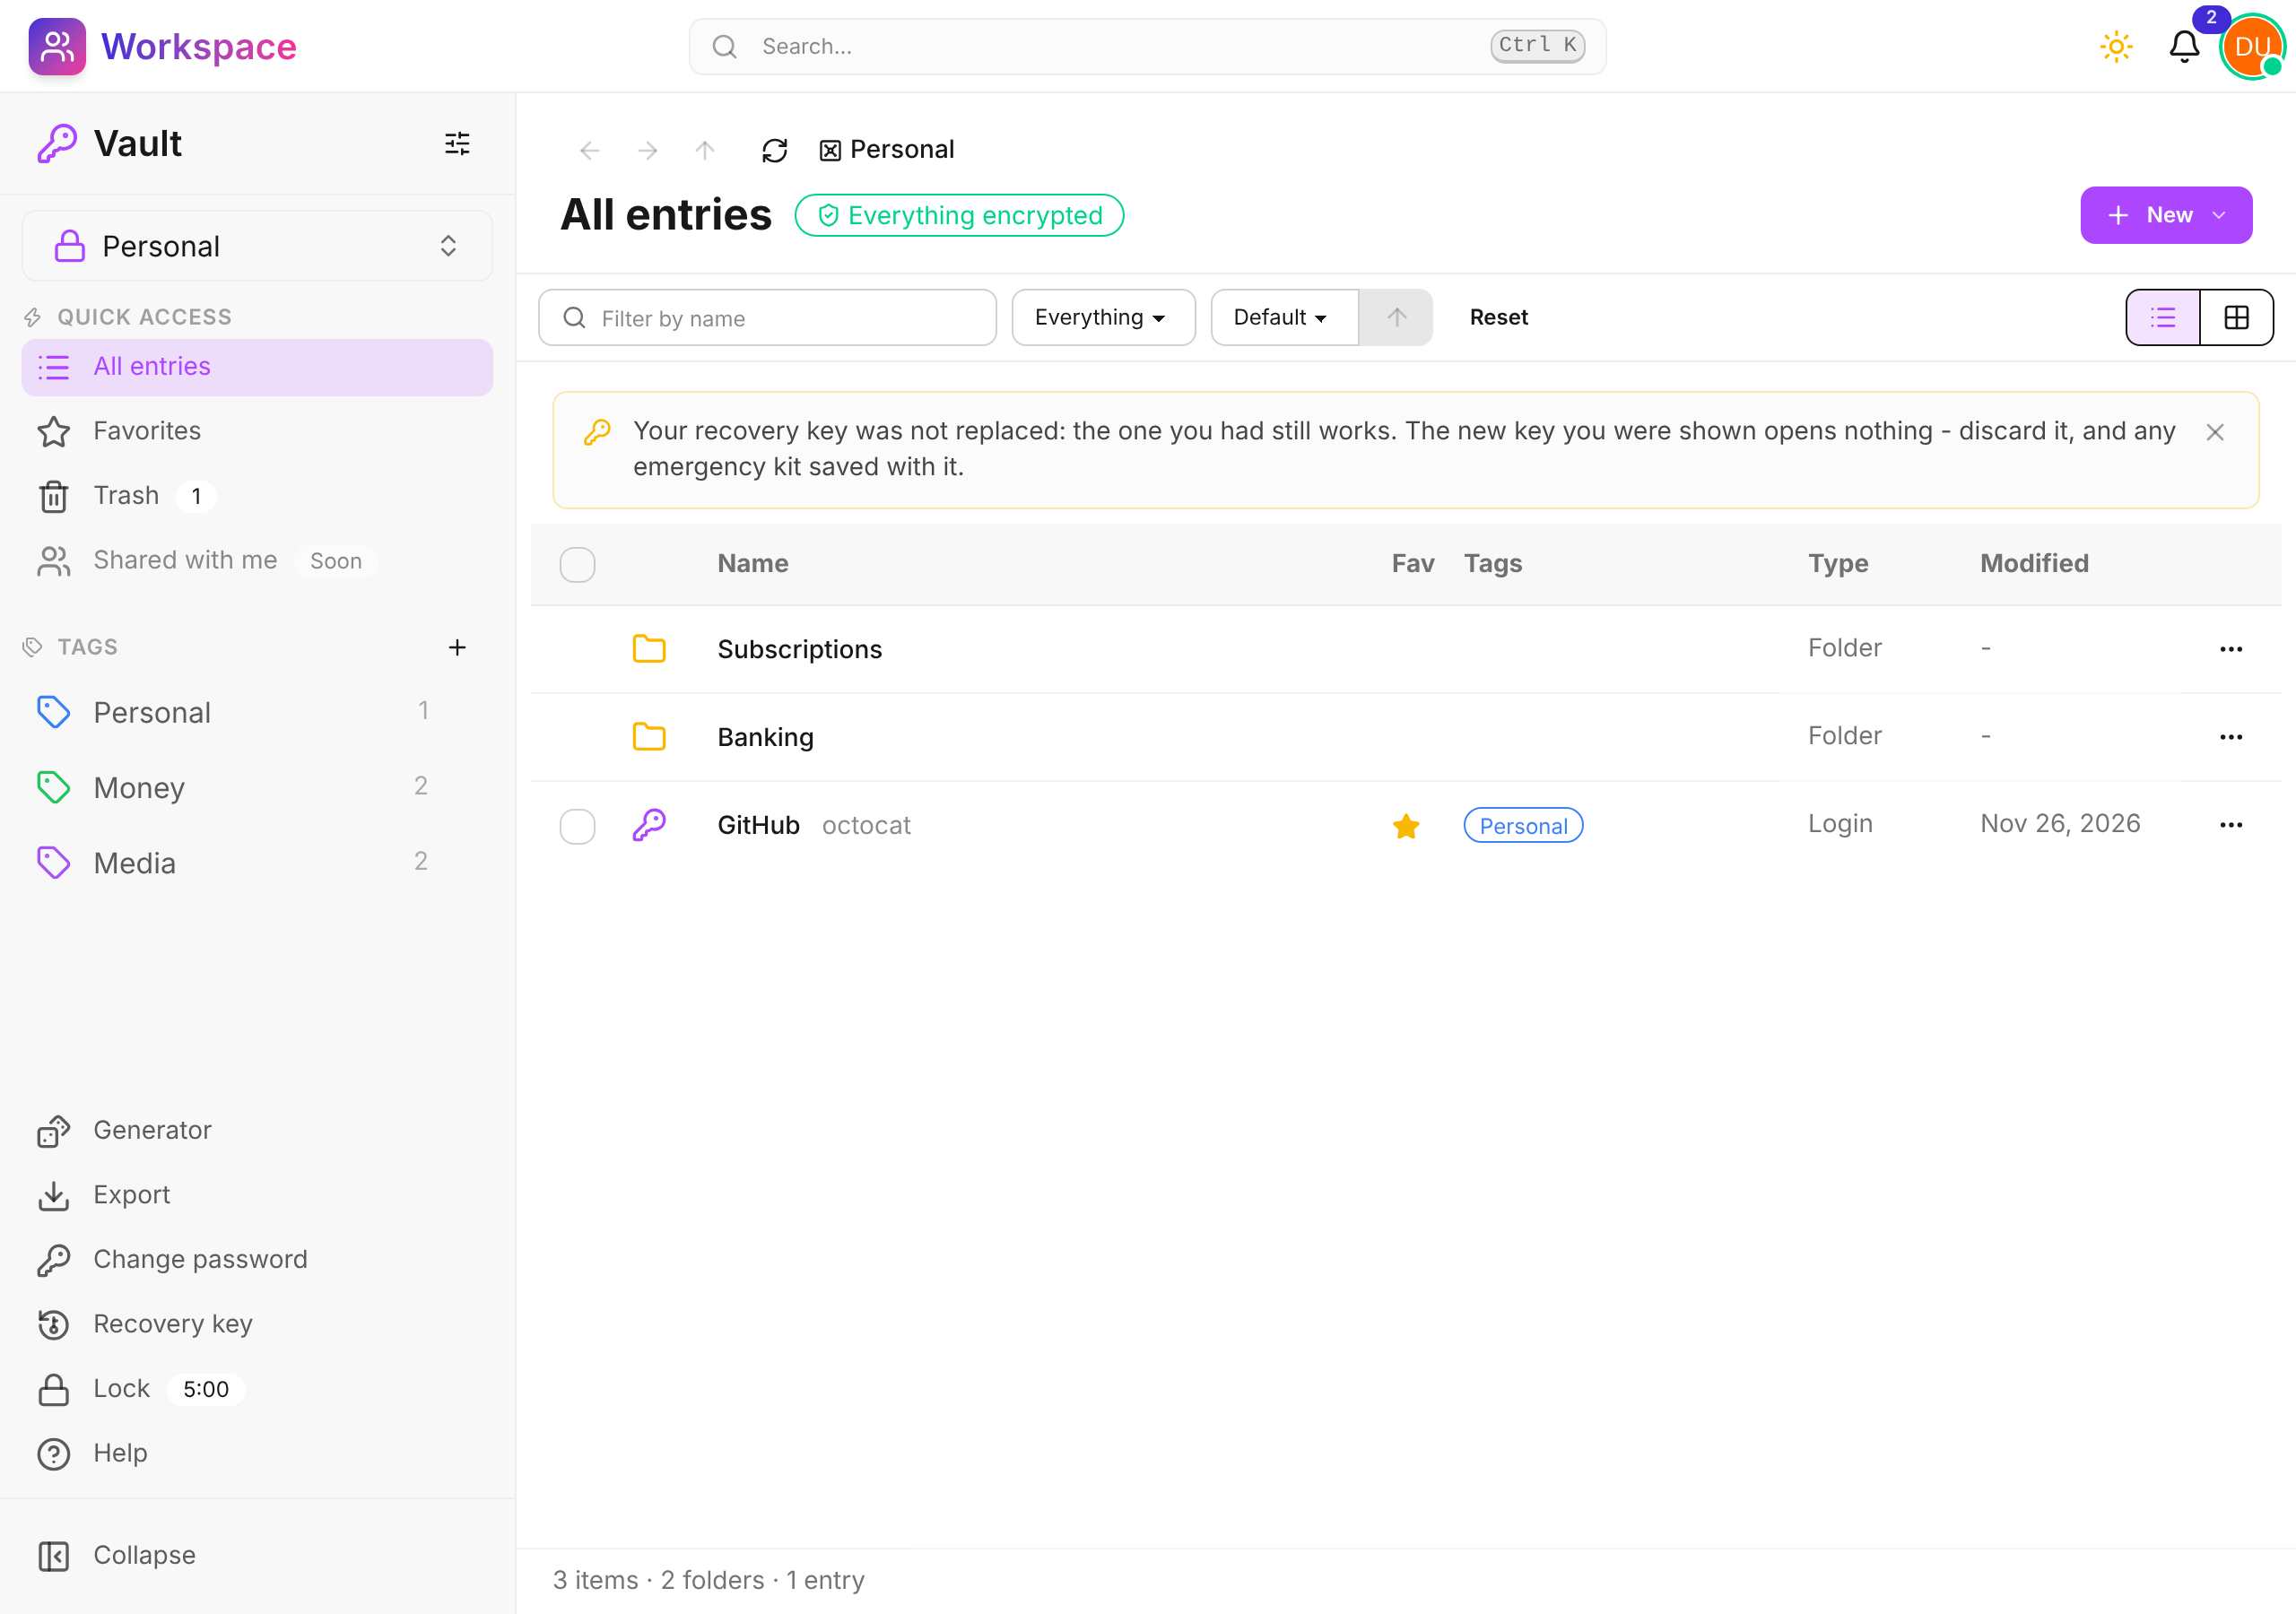 Workspace
Search...
Ctrl K
2
DU
Vault
Personal
QUICK ACCESS
All entries
Favorites
Trash 1
Shared with me Soon
TAGS
Personal 1
Money 2
Media 2
Generator
Export
Change password
Recovery key
Lock 5:00
Help
Collapse
Personal
All entries
Everything encrypted
New
Filter by name
Everything
Default
Reset
Your recovery key was not replaced: the one you had still works. The new key you were shown opens nothing - discard it, and any
emergency kit saved with it.
Name Fav Tags Type Modified
Subscriptions Folder -
Banking Folder -
GitHub octocat Personal Login Nov 26, 2026
3 items · 2 folders · 1 entry